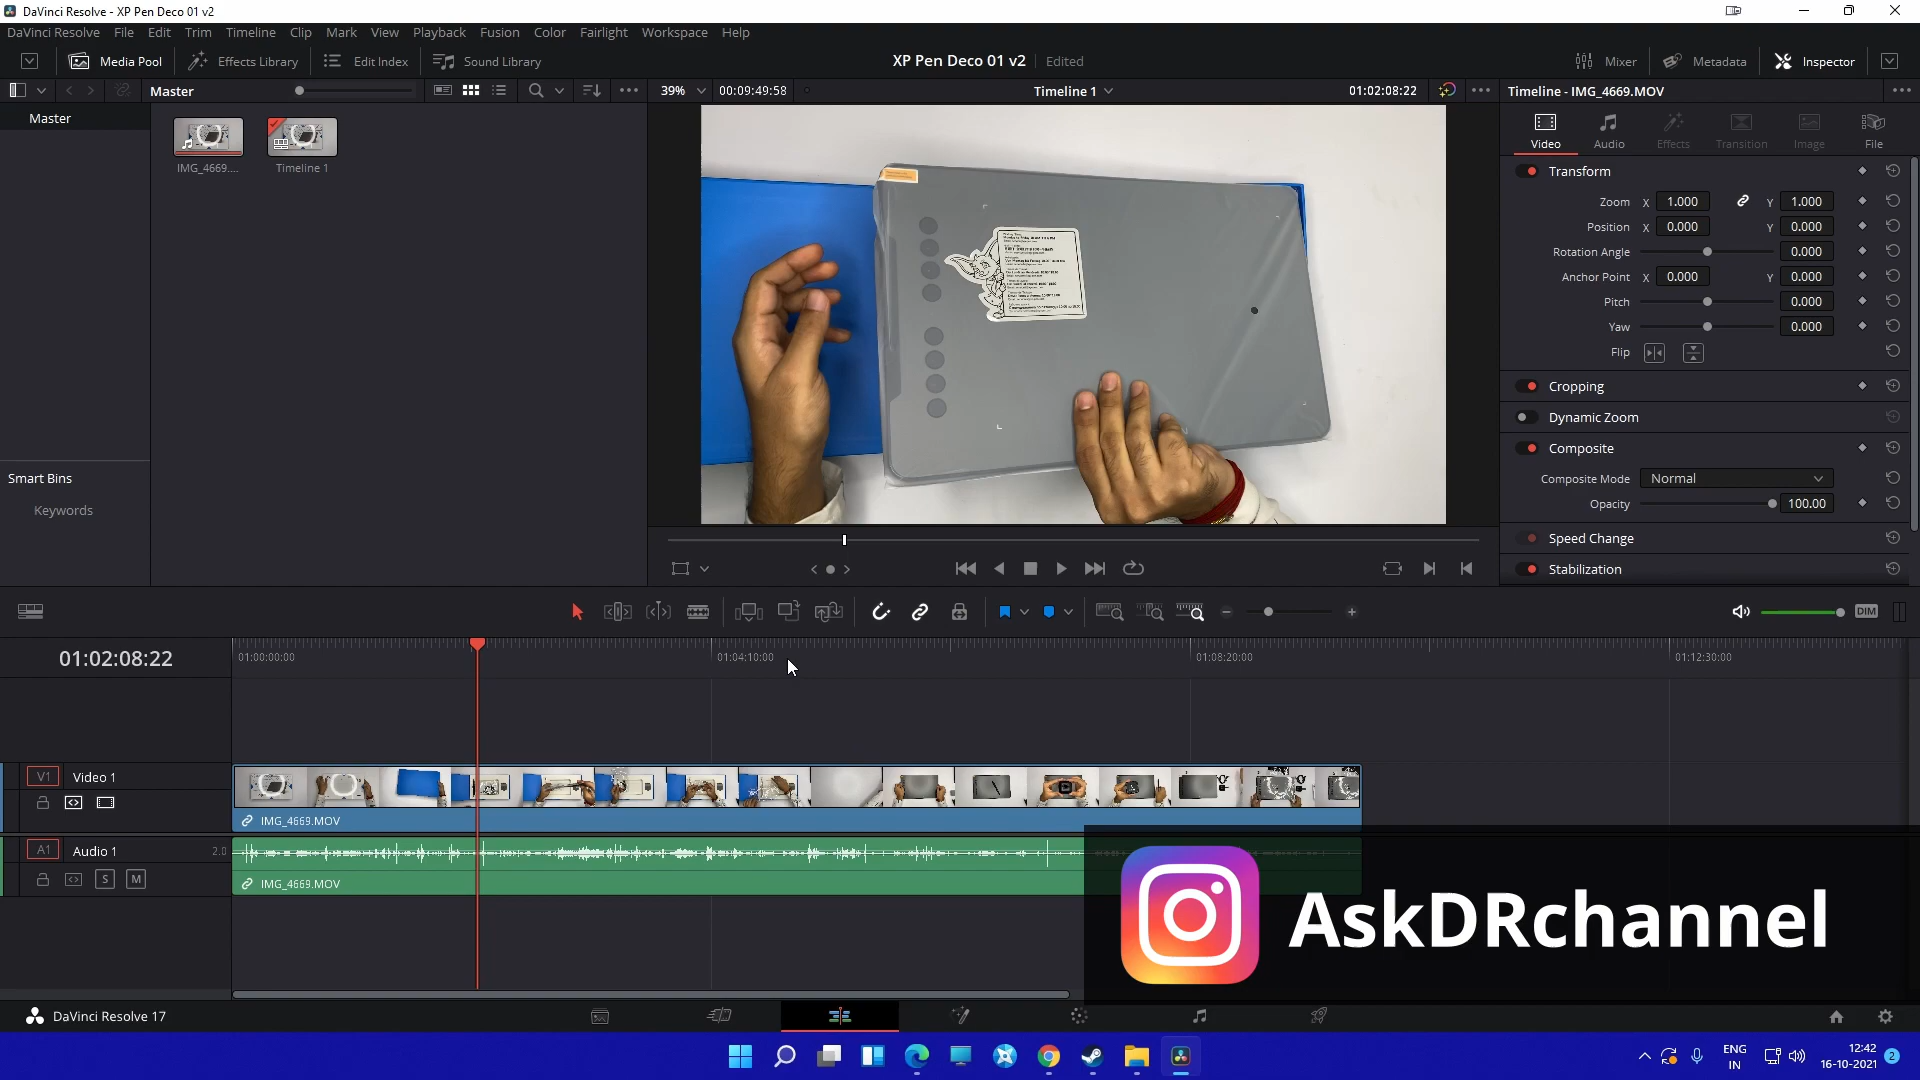 DaVinci Resolve - XP Pen Deco 01 v2
DaVinci Resolve File Edit Trim Timeline Clip Mark View Playback Fusion Color Fairlight Workspace Help
Media Pool Effects Library Edit Index Sound Library XP Pen Deco 01 v2 Edited Mixer Metadata Inspector
Master 39% 00:09:49:58 Timeline 1 01:02:08:22 Timeline - IMG_4669.MOV
Master
IMG_4669.... Timeline 1
Smart Bins
Keywords
Video Audio Effects Transition Image File
Transform
Zoom X 1.000 Y 1.000
Position X 0.000 Y 0.000
Rotation Angle 0.000
Anchor Point X 0.000 Y 0.000
Pitch 0.000
Yaw 0.000
Flip
Cropping
Dynamic Zoom
Composite
Composite Mode Normal
Opacity 100.00
Speed Change
Stabilization
DIM
01:02:08:22 01:00:00:00 01:04:10:00 01:08:20:00 01:12:30:00
V1 Video 1
IMG_4669.MOV
A1 Audio 1 2.0
S M IMG_4669.MOV
AskDRchannel
DaVinci Resolve 17
ENG
IN
12:42
16-10-2021
2